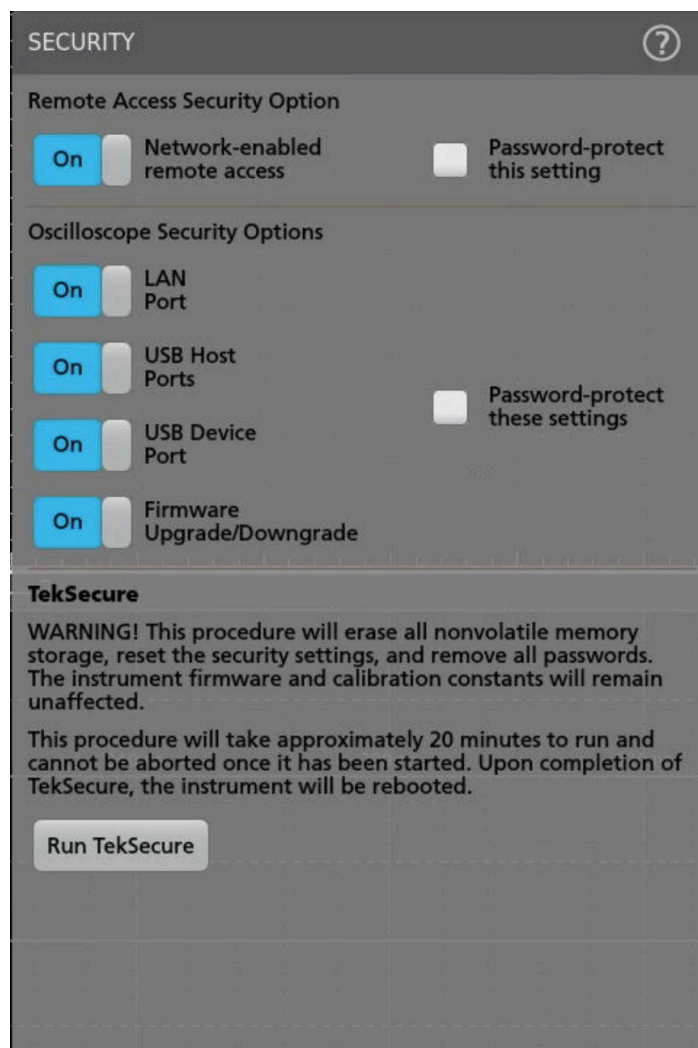 SECURITY ?
Remote Access Security Option
On Network-enabled Password-protect
remote access this setting
Oscilloscope Security Options
On LAN
Port
On USB Host
Ports
Password-protect
these settings
On USB Device
Port
On Firmware
Upgrade/Downgrade
TekSecure
WARNING! This procedure will erase all nonvolatile memory
storage, reset the security settings, and remove all passwords.
The instrument firmware and calibration constants will remain
unaffected.
This procedure will take approximately 20 minutes to run and
cannot be aborted once it has been started. Upon completion of
TekSecure, the instrument will be rebooted.
Run TekSecure